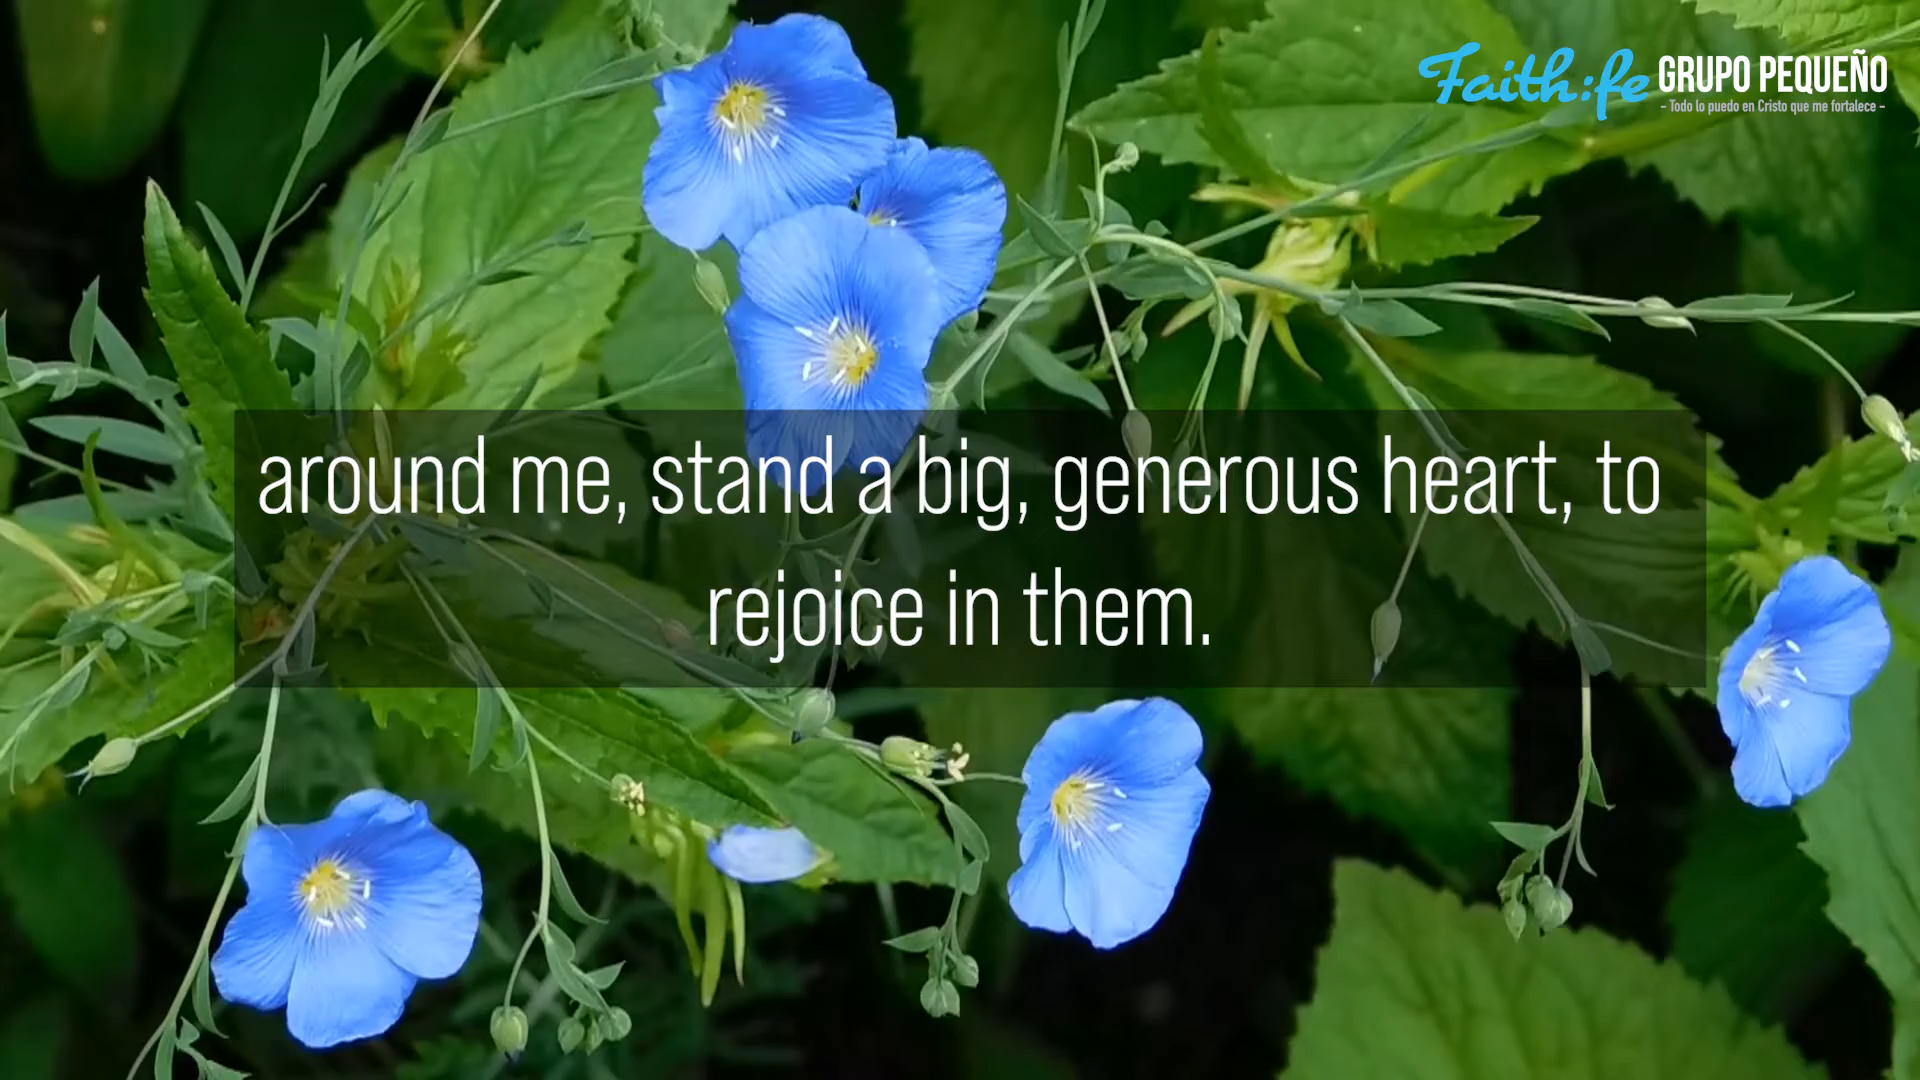 Faith:fe GRUPO PEQUEÑO
- Todo lo puedo en Cristo que me fortalece -
around me, stand a big, generous heart, to
rejoice in them.